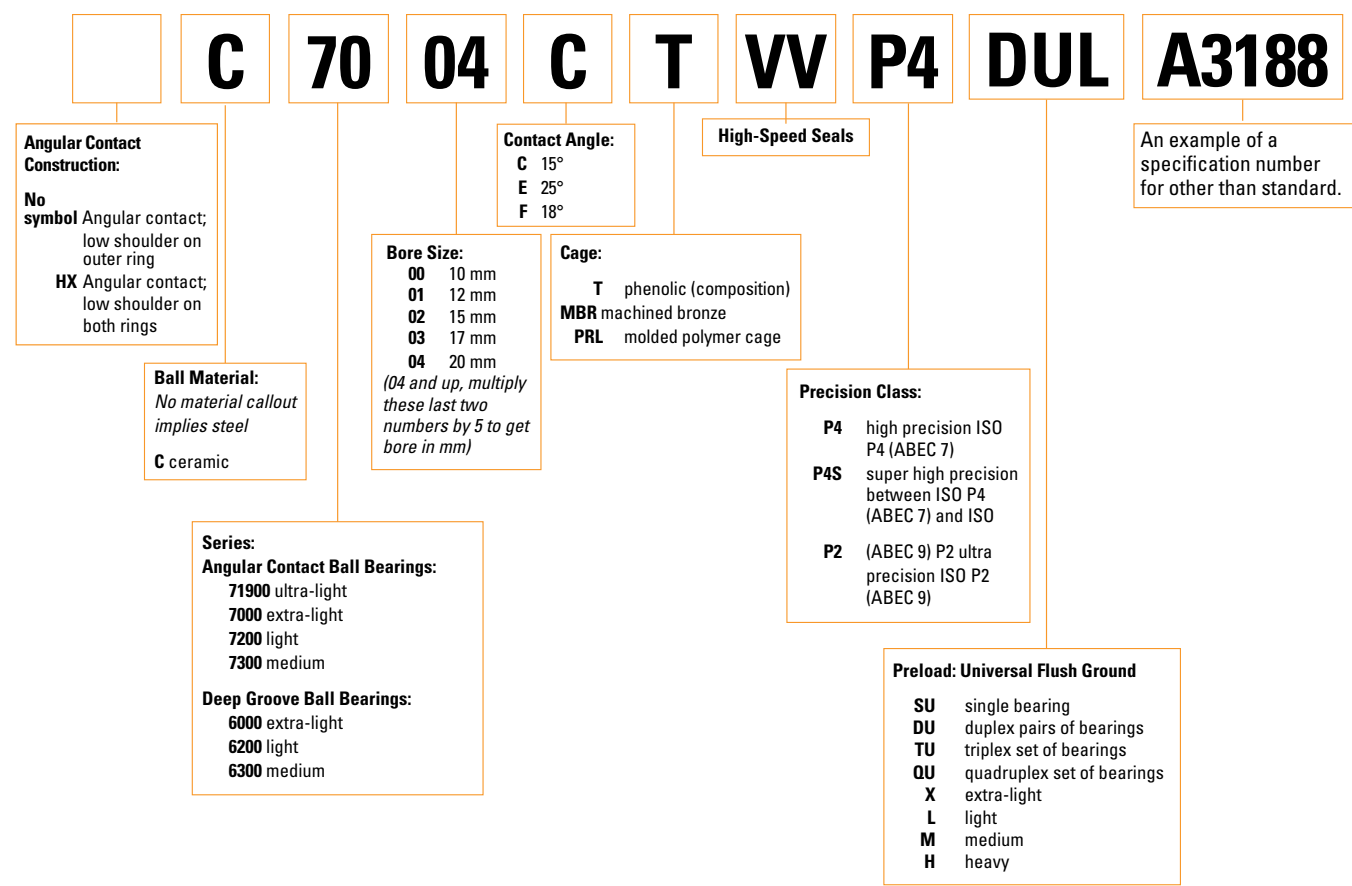 C 70 04 C T VV P4 DUL A3188
Angular Contact
Construction:
No
symbol Angular contact;
low shoulder on
outer ring
HX Angular contact;
low shoulder on
both rings
Ball Material:
No material callout
implies steel
C ceramic
Series:
Angular Contact Ball Bearings:
71900 ultra-light
7000 extra-light
7200 light
7300 medium
Deep Groove Ball Bearings:
6000 extra-light
6200 light
6300 medium
Bore Size:
00 10 mm
01 12 mm
02 15 mm
03 17 mm
04 20 mm
(04 and up, multiply
these last two
numbers by 5 to get
bore in mm)
Contact Angle:
C 15°
E 25°
F 18°
Cage:
T phenolic (composition)
MBR machined bronze
PRL molded polymer cage
High-Speed Seals
Precision Class:
P4 high precision ISO
P4 (ABEC 7)
P4S super high precision
between ISO P4
(ABEC 7) and ISO
P2 (ABEC 9) P2 ultra
precision ISO P2
(ABEC 9)
Preload: Universal Flush Ground
SU single bearing
DU duplex pairs of bearings
TU triplex set of bearings
QU quadruplex set of bearings
X extra-light
L light
M medium
H heavy
An example of a
specification number
for other than standard.